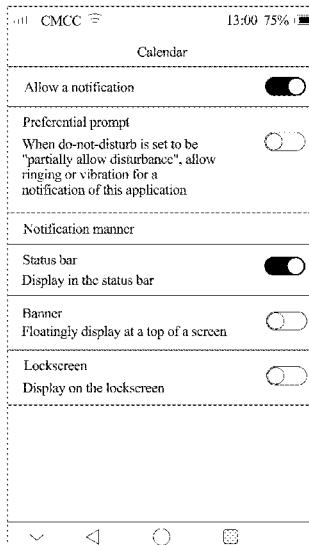 CMCC 13:00 75%
Calendar
Allow a notification
Preferential prompt
When do-not-disturb is set to be
"partially allow disturbance", allow
ringing or vibration for a
notification of this application
Notification manner
Status bar
Display in the status bar
Banner
Floatingly display at a top of a screen
Lockscreen
Display on the lockscreen